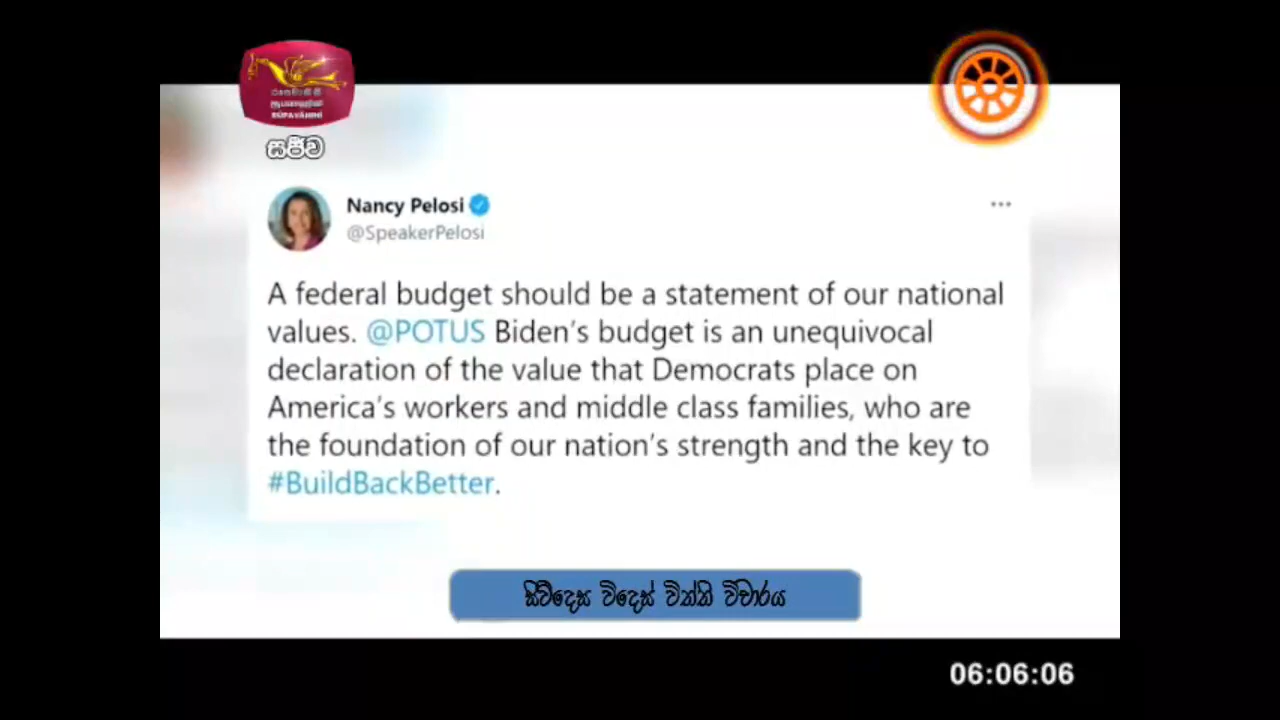 රූපවාහිනී
RUPAVAHINI
සජීව
Nancy Pelosi
@SpeakerPelosi
A federal budget should be a statement of our national
values. @POTUS Biden's budget is an unequivocal
declaration of the value that Democrats place on
America's workers and middle class families, who are
the foundation of our nation's strength and the key to
#BuildBackBetter.
සිව්දෙස විදෙස් විත්ති විචාරය
06:06:06